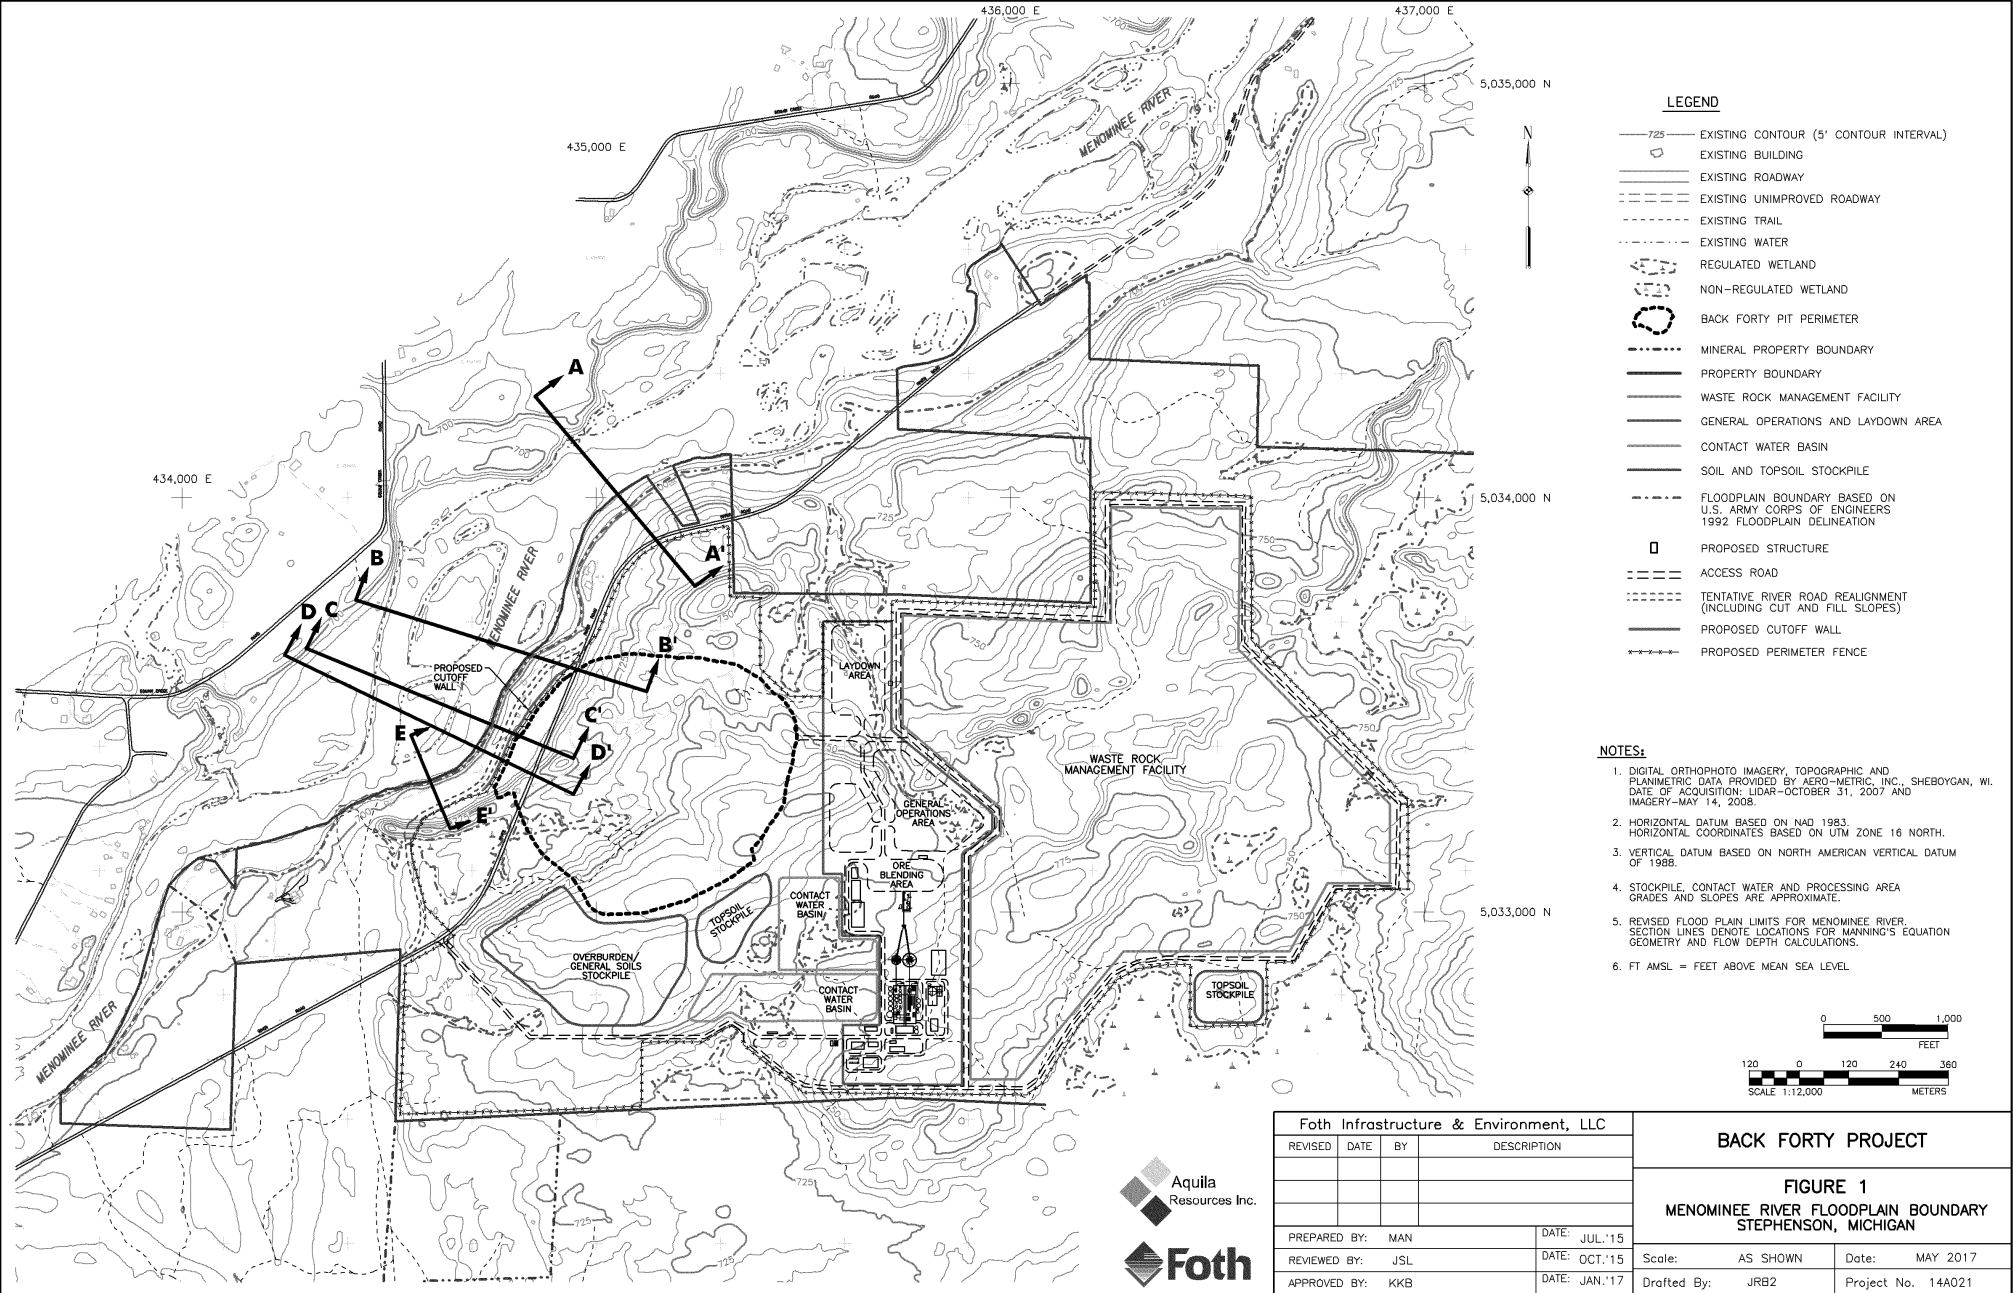 436,000 E
437,000 E
5,035,000 N
435,000 E
MENOMINEE RIVER
A
434,000 E
5,034,000 N
A'
B
MENOMINEE RIVER
D
C
B'
PROPOSED
CUTOFF
WALL
LAYDOWN
AREA
C'
E
D'
E'
WASTE ROCK
MANAGEMENT FACILITY
GENERAL
OPERATIONS
AREA
ORE
BLENDING
AREA
CONTACT
WATER
BASIN
TOPSOIL
STOCKPILE
5,033,000 N
OVERBURDEN/
GENERAL SOILS
STOCKPILE
CONTACT
WATER
BASIN
TOPSOIL
STOCKPILE
MENOMINEE RIVER
700
725
750
775
N
LEGEND
725
EXISTING CONTOUR (5' CONTOUR INTERVAL)
EXISTING BUILDING
EXISTING ROADWAY
EXISTING UNIMPROVED ROADWAY
EXISTING TRAIL
EXISTING WATER
REGULATED WETLAND
NON-REGULATED WETLAND
BACK FORTY PIT PERIMETER
MINERAL PROPERTY BOUNDARY
PROPERTY BOUNDARY
WASTE ROCK MANAGEMENT FACILITY
GENERAL OPERATIONS AND LAYDOWN AREA
CONTACT WATER BASIN
SOIL AND TOPSOIL STOCKPILE
FLOODPLAIN BOUNDARY BASED ON
U.S. ARMY CORPS OF ENGINEERS
1992 FLOODPLAIN DELINEATION
PROPOSED STRUCTURE
ACCESS ROAD
TENTATIVE RIVER ROAD REALIGNMENT
(INCLUDING CUT AND FILL SLOPES)
PROPOSED CUTOFF WALL
PROPOSED PERIMETER FENCE
NOTES:
1. DIGITAL ORTHOPHOTO IMAGERY, TOPOGRAPHIC AND
PLANIMETRIC DATA PROVIDED BY AERO-METRIC, INC., SHEBOYGAN, WI.
DATE OF ACQUISITION: LIDAR-OCTOBER 31, 2007 AND
IMAGERY-MAY 14, 2008.
2. HORIZONTAL DATUM BASED ON NAD 1983.
HORIZONTAL COORDINATES BASED ON UTM ZONE 16 NORTH.
3. VERTICAL DATUM BASED ON NORTH AMERICAN VERTICAL DATUM
OF 1988.
4. STOCKPILE, CONTACT WATER AND PROCESSING AREA
GRADES AND SLOPES ARE APPROXIMATE.
5. REVISED FLOOD PLAIN LIMITS FOR MENOMINEE RIVER.
SECTION LINES DENOTE LOCATIONS FOR MANNING'S EQUATION
GEOMETRY AND FLOW DEPTH CALCULATIONS.
6. FT AMSL = FEET ABOVE MEAN SEA LEVEL
0 500 1,000
FEET
120 0 120 240 360
SCALE 1:12,000 METERS
Aquila
Resources Inc.
Foth
Foth Infrastructure & Environment, LLC
REVISED DATE BY DESCRIPTION
PREPARED BY: MAN DATE: JUL.'15
REVIEWED BY: JSL DATE: OCT.'15
APPROVED BY: KKB DATE: JAN.'17
BACK FORTY PROJECT
FIGURE 1
MENOMINEE RIVER FLOODPLAIN BOUNDARY
STEPHENSON, MICHIGAN
Scale: AS SHOWN Date: MAY 2017
Drafted By: JRB2 Project No. 14A021